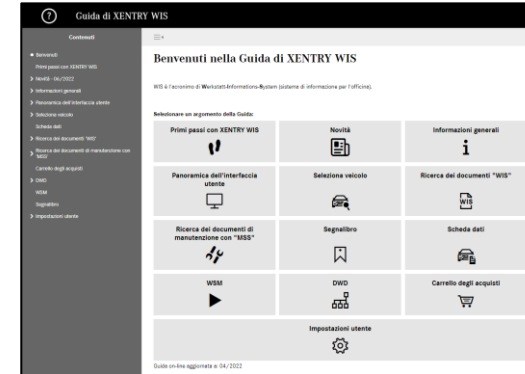 ? Guida di XENTRY WIS
Contenuti
Benvenuti
Primi passi con XENTRY WIS
Novità - 04/2022
Informazioni generali
Panoramica dell'interfaccia utente
Selezione veicolo
Scheda dati
Ricerca dei documenti "WIS"
Ricerca dei documenti di manutenzione con "MSS"
Carrello degli acquisti
DWD
WSM
Segnalibro
Impostazioni utente
Benvenuti nella Guida di XENTRY WIS
WIS è l'acronimo di Werkstatt-Informations-System (sistema di informazione per l'officina).
Selezionare un argomento della Guida:
Primi passi con XENTRY WIS
Novità
Informazioni generali
Panoramica dell'interfaccia
utente
Selezione veicolo
Ricerca dei documenti "WIS"
WIS
Ricerca dei documenti di
manutenzione con "MSS"
Segnalibro
Scheda dati
WSM
DWD
Carrello degli acquisti
Impostazioni utente
Guida on-line aggiornata a: 04/2022